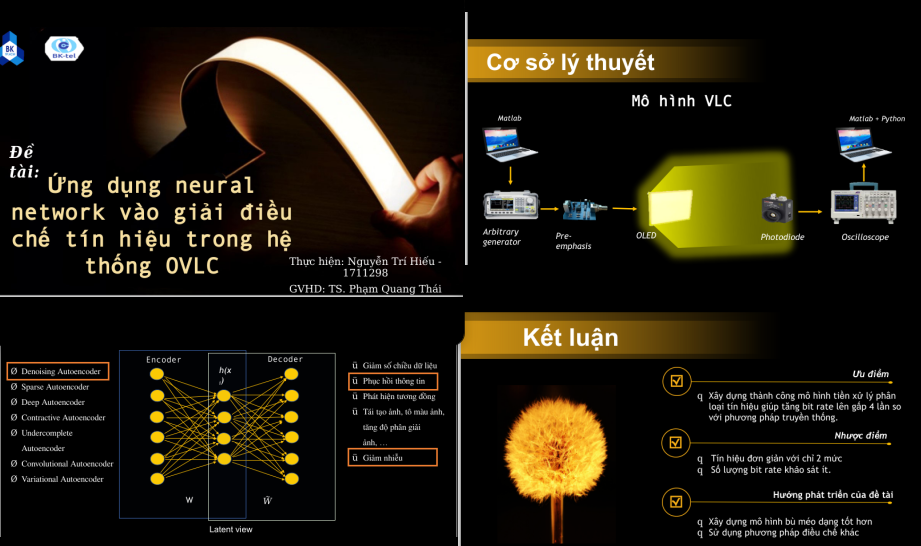 BK
BK-tel
Đề
tài:
Ứng dụng neural
network vào giải điều
chế tín hiệu trong hệ
thống OVLC
Thực hiện: Nguyễn Trí Hiếu -
1711298
GVHD: TS. Phạm Quang Thái
Cơ sở lý thuyết
Mô hình VLC
Matlab
Matlab + Python
Arbitrary
generator
Pre-
emphasis
OLED
Photodiode
Oscilloscope
Ø Denoising Autoencoder
Ø Sparse Autoencoder
Ø Deep Autoencoder
Ø Contractive Autoencoder
Ø Undercomplete
Autoencoder
Ø Convolutional Autoencoder
Ø Variational Autoencoder
Encoder
Decoder
h(x
)
W
W̃
Latent view
ü Giảm số chiều dữ liệu
ü Phục hồi thông tin
ü Phát hiện tương đồng
ü Tái tạo ảnh, tô màu ảnh,
tăng độ phân giải
ảnh, …
ü Giảm nhiễu
Kết luận
Ưu điểm
q Xây dựng thành công mô hình tiền xử lý phân
loại tín hiệu giúp tăng bit rate lên gấp 4 lần so
với phương pháp truyền thống.
Nhược điểm
q Tín hiệu đơn giản với chỉ 2 mức
q Số lượng bit rate khảo sát ít.
Hướng phát triển của đề tài
q Xây dựng mô hình bù méo dạng tốt hơn
q Sử dụng phương pháp điều chế khác